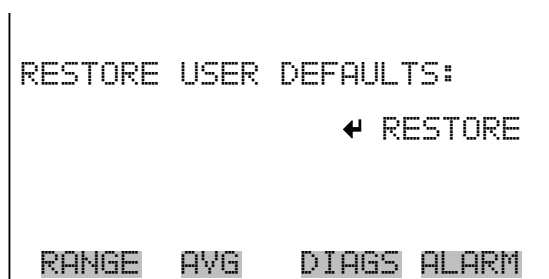 RESTORE USER DEFAULTS:
↵ RESTORE
RANGE AVG DIAGS ALARM